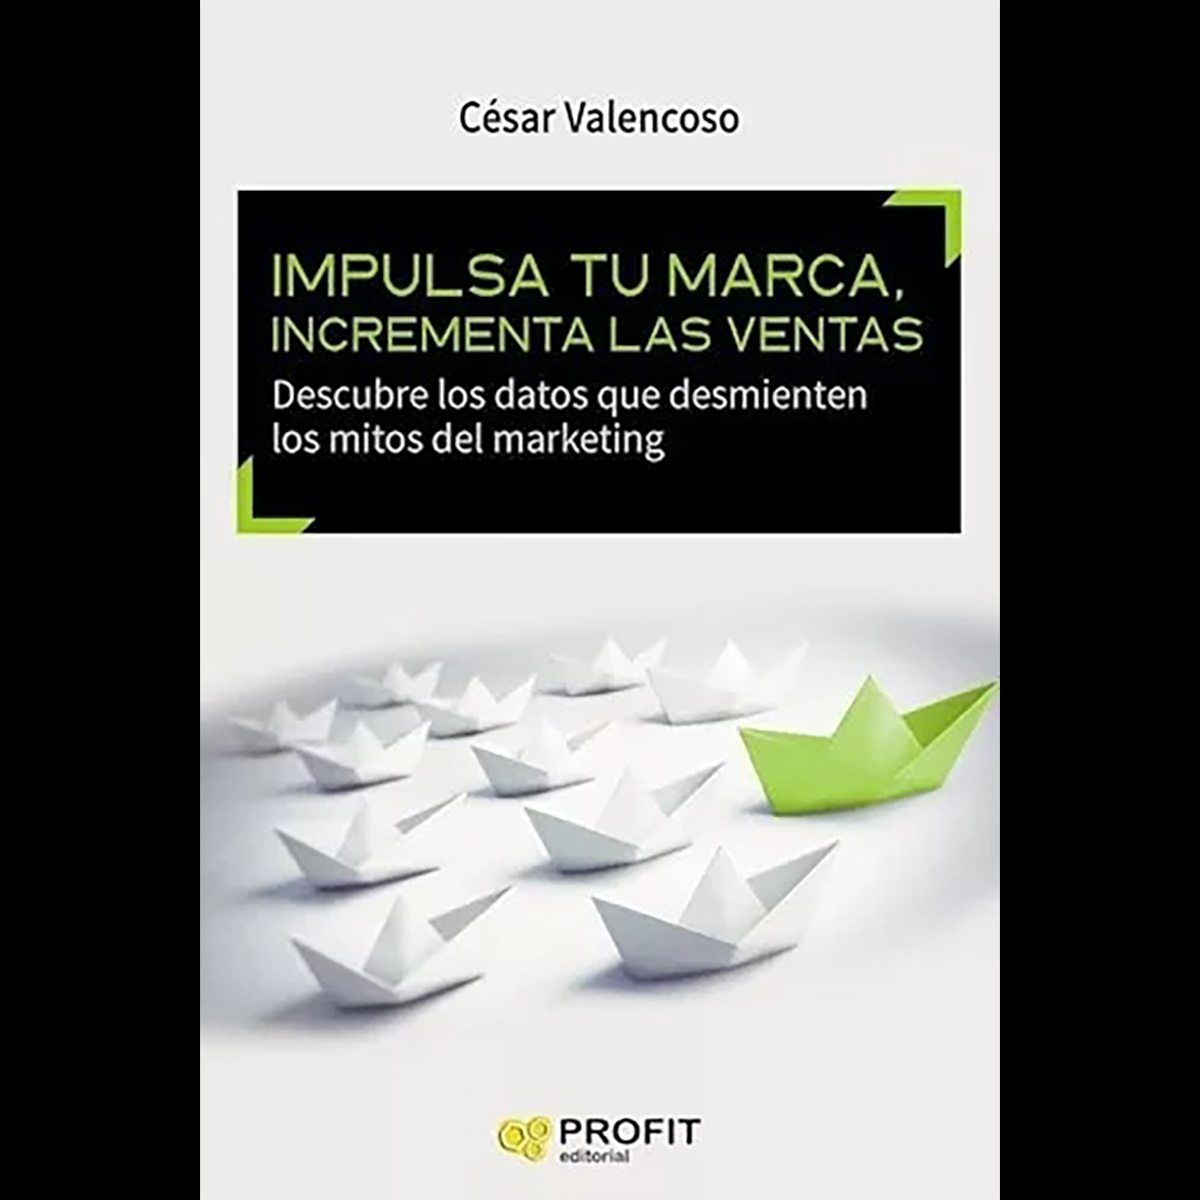 César Valencoso
IMPULSA TU MARCA,
INCREMENTA LAS VENTAS
Descubre los datos que desmienten
los mitos del marketing
PROFIT
editorial